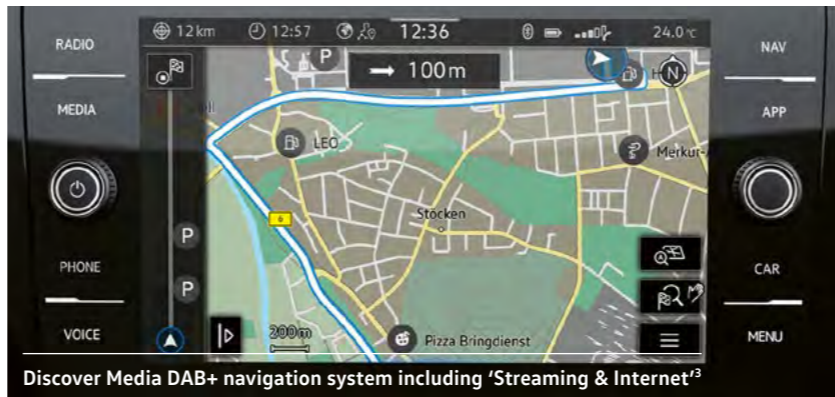 RADIO
MEDIA
PHONE
VOICE
12 km
12:57
12:36
24.0 °C
P
100 m
N
LEO
Merkur-
6
Stöcken
P
P
200 m
Pizza Bringdienst
NAV
APP
CAR
MENU
Discover Media DAB+ navigation system including ‘Streaming & Internet’³